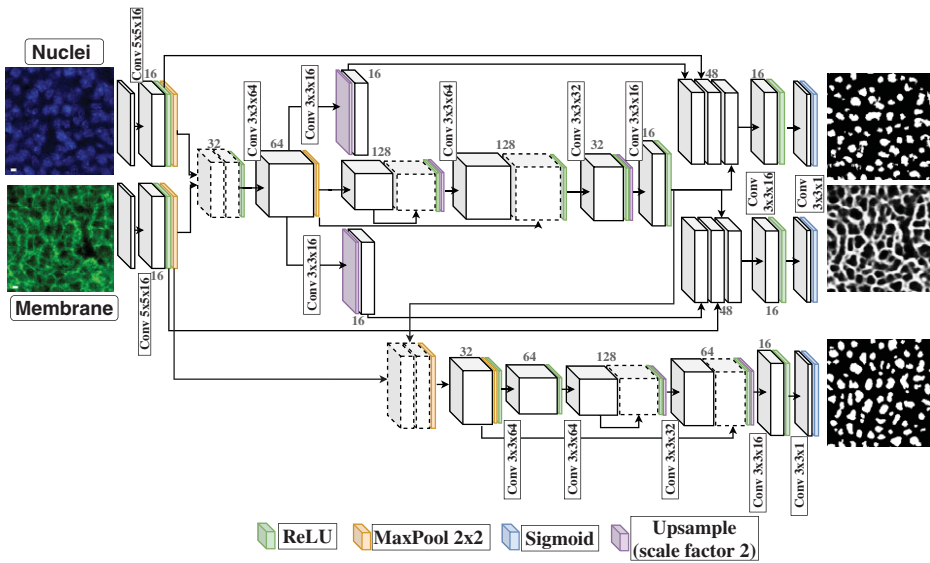 Nuclei
Conv 5x5x16
16
Conv 3x3x64
64
Conv 3x3x16
16
32
128
Conv 3x3x64
128
Conv 3x3x32
32
Conv 3x3x16
16
48
16
Conv
3x3x16
Conv
3x3x1
Membrane
Conv 5x5x16
16
Conv 3x3x16
16
48
16
32
64
128
64
16
Conv 3x3x64
Conv 3x3x64
Conv 3x3x32
Conv 3x3x16
Conv 3x3x1
ReLU
MaxPool 2x2
Sigmoid
Upsample
(scale factor 2)